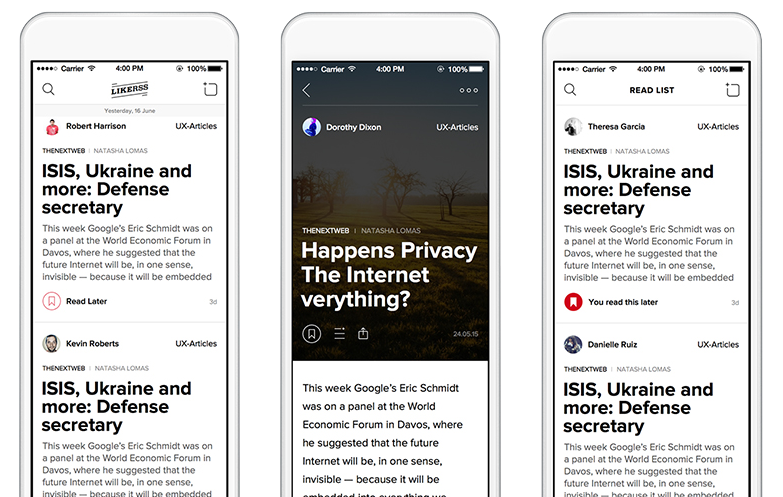 Carrier 4:00 PM 100%
LIKERSS
Yesterday, 16 June
Robert Harrison UX-Articles
THENEXTWEB | NATASHA LOMAS
ISIS, Ukraine and
more: Defense
secretary
This week Google's Eric Schmidt was on
a panel at the World Economic Forum in
Davos, where he suggested that the
future Internet will be, in one sense,
invisible — because it will be embedded
Read Later 3d
Kevin Roberts UX-Articles
THENEXTWEB | NATASHA LOMAS
ISIS, Ukraine and
more: Defense
secretary
This week Google's Eric Schmidt was on
a panel at the World Economic Forum in
Davos, where he suggested that the
future Internet will be, in one sense,
invisible — because it will be embedded
Carrier 4:00 PM 100%
Dorothy Dixon UX-Articles
THENEXTWEB | NATASHA LOMAS
Happens Privacy
The Internet
verything?
24.05.15
This week Google's Eric Schmidt
was on a panel at the World
Economic Forum in Davos, where
he suggested that the future
Internet will be, in one sense,
invisible — because it will be
embedded into everything we
Carrier 4:00 PM 100%
READ LIST
Theresa Garcia UX-Articles
THENEXTWEB | NATASHA LOMAS
ISIS, Ukraine and
more: Defense
secretary
This week Google's Eric Schmidt was on
a panel at the World Economic Forum in
Davos, where he suggested that the
future Internet will be, in one sense,
invisible — because it will be embedded
You read this later 3d
Danielle Ruiz UX-Articles
THENEXTWEB | NATASHA LOMAS
ISIS, Ukraine and
more: Defense
secretary
This week Google's Eric Schmidt was on
a panel at the World Economic Forum in
Davos, where he suggested that the
future Internet will be, in one sense,
invisible — because it will be embedded